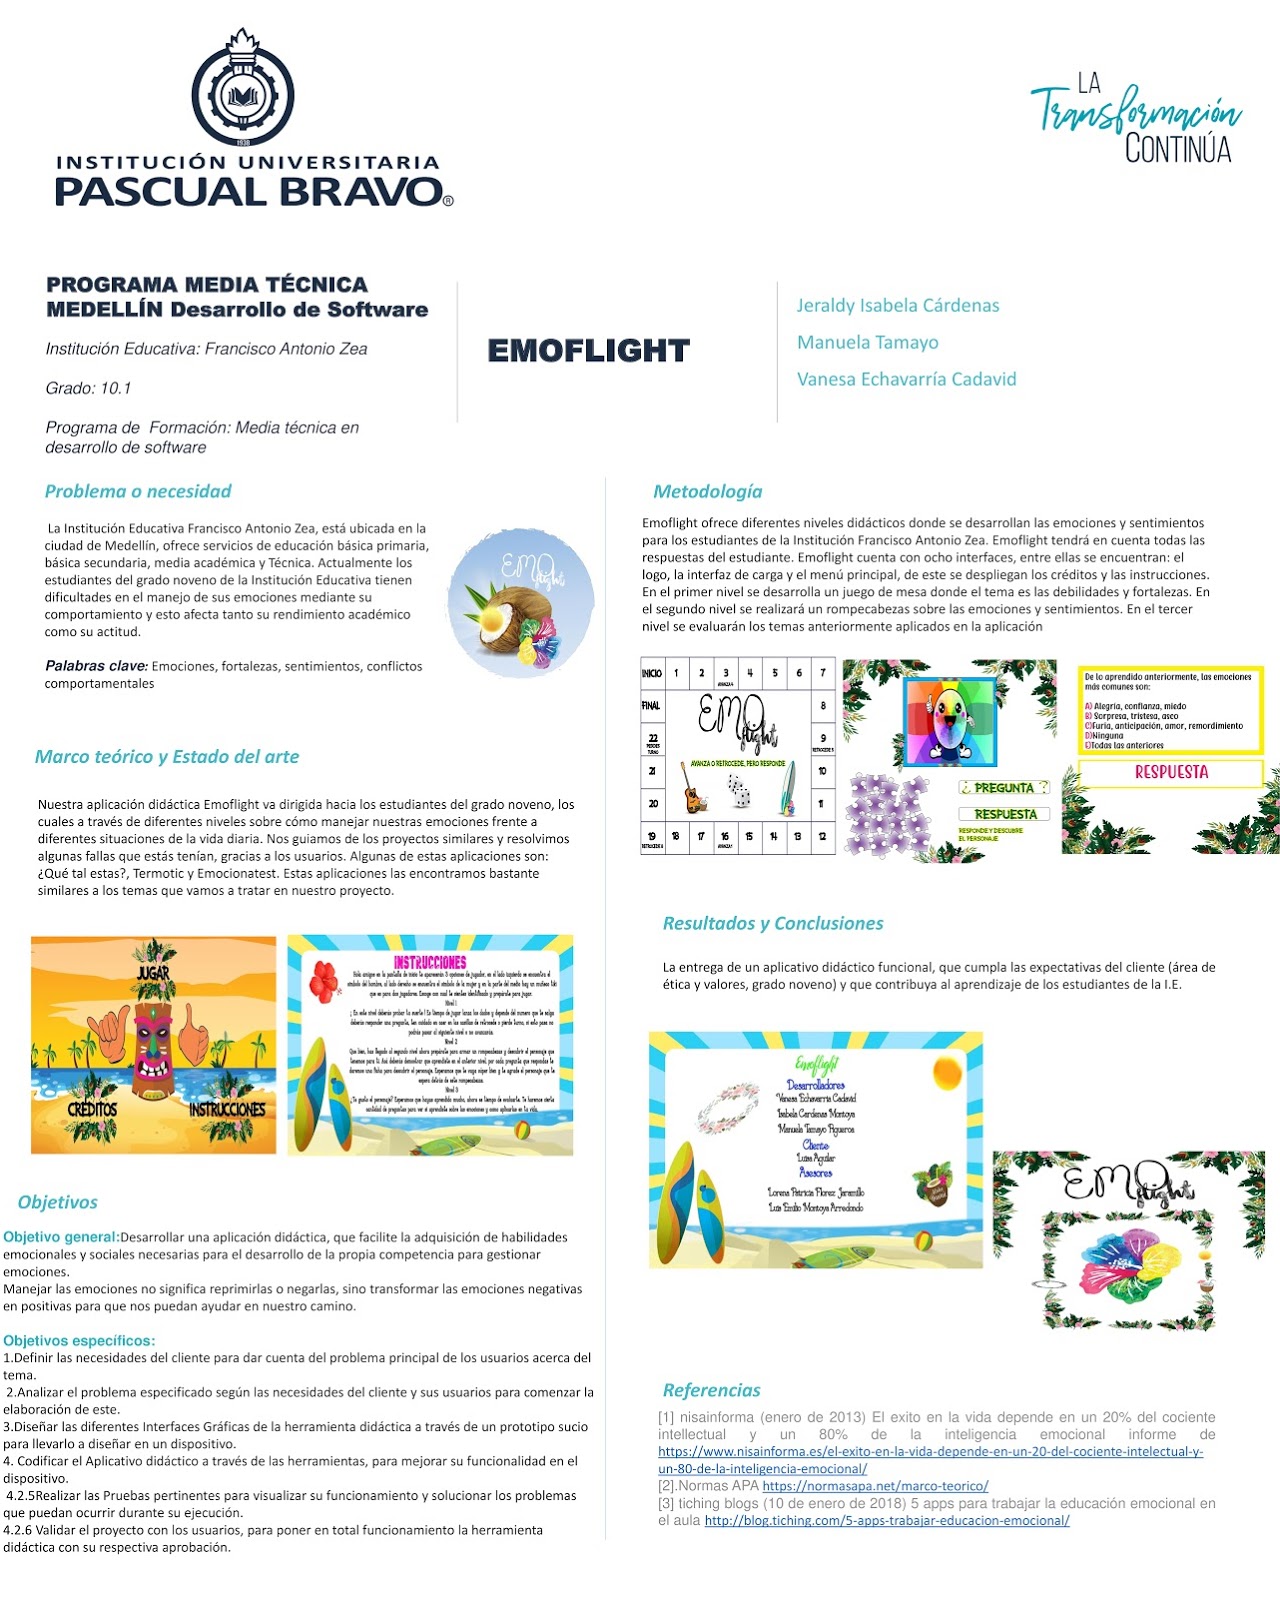 1938
INSTITUCIÓN UNIVERSITARIA
PASCUAL BRAVO®
LA
Transformación
CONTINÚA
PROGRAMA MEDIA TÉCNICA
MEDELLÍN Desarrollo de Software
Institución Educativa: Francisco Antonio Zea
Grado: 10.1
Programa de Formación: Media técnica en
desarrollo de software
EMOFLIGHT
Jeraldy Isabela Cárdenas
Manuela Tamayo
Vanesa Echavarría Cadavid
Problema o necesidad
La Institución Educativa Francisco Antonio Zea, está ubicada en la
ciudad de Medellín, ofrece servicios de educación básica primaria,
básica secundaria, media académica y Técnica. Actualmente los
estudiantes del grado noveno de la Institución Educativa tienen
dificultades en el manejo de sus emociones mediante su
comportamiento y esto afecta tanto su rendimiento académico
como su actitud.
Palabras clave: Emociones, fortalezas, sentimientos, conflictos
comportamentales
EMO
flight
Marco teórico y Estado del arte
Nuestra aplicación didáctica Emoflight va dirigida hacia los estudiantes del grado noveno, los
cuales a través de diferentes niveles sobre cómo manejar nuestras emociones frente a
diferentes situaciones de la vida diaria. Nos guiamos de los proyectos similares y resolvimos
algunas fallas que estás tenían, gracias a los usuarios. Algunas de estas aplicaciones son:
¿Qué tal estas?, Termotic y Emocionatest. Estas aplicaciones las encontramos bastante
similares a los temas que vamos a tratar en nuestro proyecto.
JUGAR
CRÉDITOS
INSTRUCCIONES
INSTRUCCIONES
Nivel 1
Nivel 2
Nivel 3
Objetivos
Objetivo general:Desarrollar una aplicación didáctica, que facilite la adquisición de habilidades
emocionales y sociales necesarias para el desarrollo de la propia competencia para gestionar
emociones.
Manejar las emociones no significa reprimirlas o negarlas, sino transformar las emociones negativas
en positivas para que nos puedan ayudar en nuestro camino.
Objetivos específicos:
1.Definir las necesidades del cliente para dar cuenta del problema principal de los usuarios acerca del
tema.
2.Analizar el problema especificado según las necesidades del cliente y sus usuarios para comenzar la
elaboración de este.
3.Diseñar las diferentes Interfaces Gráficas de la herramienta didáctica a través de un prototipo sucio
para llevarlo a diseñar en un dispositivo.
4. Codificar el Aplicativo didáctico a través de las herramientas, para mejorar su funcionalidad en el
dispositivo.
4.2.5Realizar las Pruebas pertinentes para visualizar su funcionamiento y solucionar los problemas
que puedan ocurrir durante su ejecución.
4.2.6 Validar el proyecto con los usuarios, para poner en total funcionamiento la herramienta
didáctica con su respectiva aprobación.
Metodología
Emoflight ofrece diferentes niveles didácticos donde se desarrollan las emociones y sentimientos
para los estudiantes de la Institución Francisco Antonio Zea. Emoflight tendrá en cuenta todas las
respuestas del estudiante. Emoflight cuenta con ocho interfaces, entre ellas se encuentran: el
logo, la interfaz de carga y el menú principal, de este se despliegan los créditos y las instrucciones.
En el primer nivel se desarrolla un juego de mesa donde el tema es las debilidades y fortalezas. En
el segundo nivel se realizará un rompecabezas sobre las emociones y sentimientos. En el tercer
nivel se evaluarán los temas anteriormente aplicados en la aplicación
INICIO 1 2 3 4 5 6 7
FINAL 8
22 9
21 10
20 11
19 18 17 16 15 14 13 12
EMO
flight
AVANZA O RETROCEDE, PERO RESPONDE
¿ PREGUNTA ?
RESPUESTA
RESPONDE Y DESCUBRE
EL PERSONAJE
De lo aprendido anteriormente, las emociones
más comunes son:
A) Alegría, confianza, miedo
B) Sorpresa, tristesa, asco
C)Furia, anticipación, amor, remordimiento
D)Ninguna
E)Todas las anteriores
RESPUESTA
Resultados y Conclusiones
La entrega de un aplicativo didáctico funcional, que cumpla las expectativas del cliente (área de
ética y valores, grado noveno) y que contribuya al aprendizaje de los estudiantes de la I.E.
Emoflight
Desarrolladores
Vanesa Echavarria Cadavid
Isabela Cardenas Montoya
Manuela Tamayo Figueroa
Cliente
Luisa Aguilar
Asesores
Lorena Patricia Florez Jaramillo
Luis Emilio Montoya Arredondo
EMO
flight
Referencias
[1] nisainforma (enero de 2013) El exito en la vida depende en un 20% del cociente
intellectual y un 80% de la inteligencia emocional informe de
https://www.nisainforma.es/el-exito-en-la-vida-depende-en-un-20-del-cociente-intelectual-y-
un-80-de-la-inteligencia-emocional/
[2].Normas APA https://normasapa.net/marco-teorico/
[3] tiching blogs (10 de enero de 2018) 5 apps para trabajar la educación emocional en
el aula http://blog.tiching.com/5-apps-trabajar-educacion-emocional/